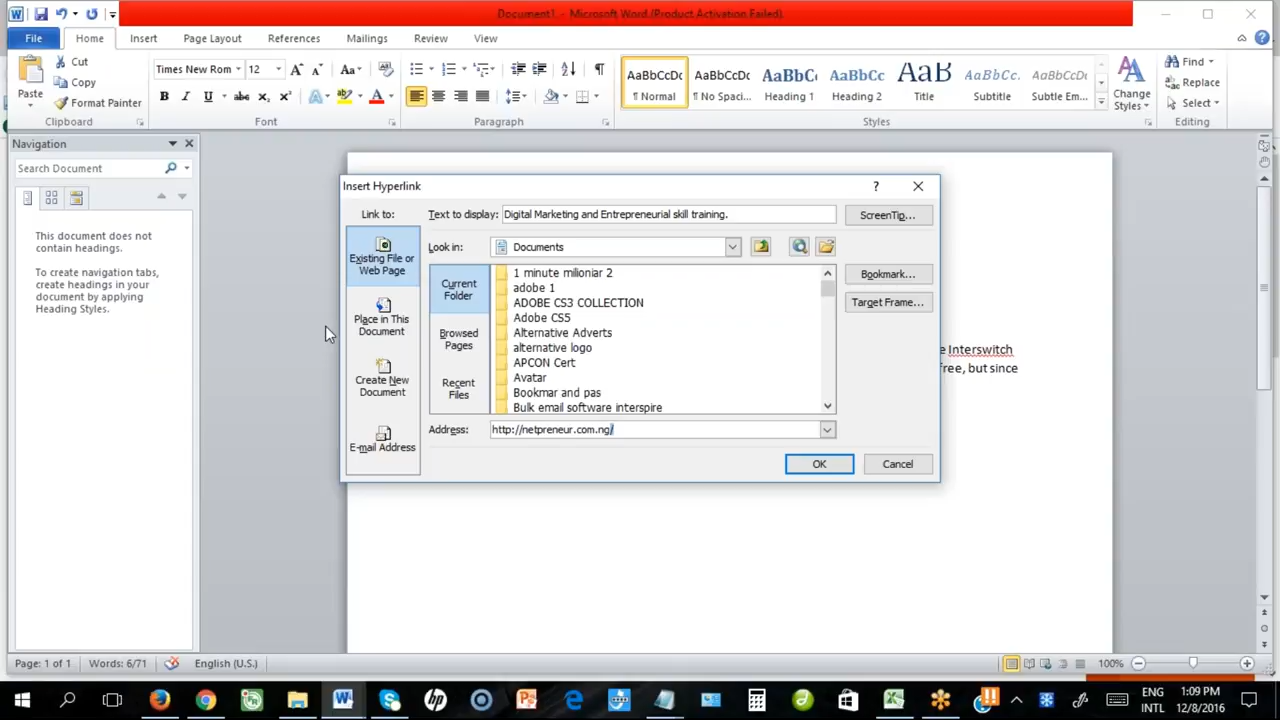 Document1 - Microsoft Word (Product Activation Failed)
File Home Insert Page Layout References Mailings Review View
Paste
Cut
Copy
Format Painter
Clipboard
Times New Rom 12
Font
Paragraph
AaBbCcDc AaBbCcDc AaBbCc AaBbCc AaB AaBbCcD AaBbCcDc
¶ Normal ¶ No Spaci... Heading 1 Heading 2 Title Subtitle Subtle Em...
Change
Styles
Styles
Find
Replace
Select
Editing
Navigation
Search Document
This document does not
contain headings.
To create navigation tabs,
create headings in your
document by applying
Heading Styles.
Insert Hyperlink
Link to:
Text to display: Digital Marketing and Entrepreneurial skill training.
ScreenTip...
Existing File or
Web Page
Place in This
Document
Create New
Document
E-mail Address
Look in: Documents
Current
Folder
Browsed
Pages
Recent
Files
1 minute milioniar 2
adobe 1
ADOBE CS3 COLLECTION
Adobe CS5
Alternative Adverts
alternative logo
APCON Cert
Avatar
Bookmar and pas
Bulk email software interspire
Bookmark...
Target Frame...
Address: http://netpreneur.com.ng/
OK Cancel
e Interswitch
free, but since
Page: 1 of 1 Words: 6/71 English (U.S.) 100%
ENG
INTL
1:09 PM
12/8/2016